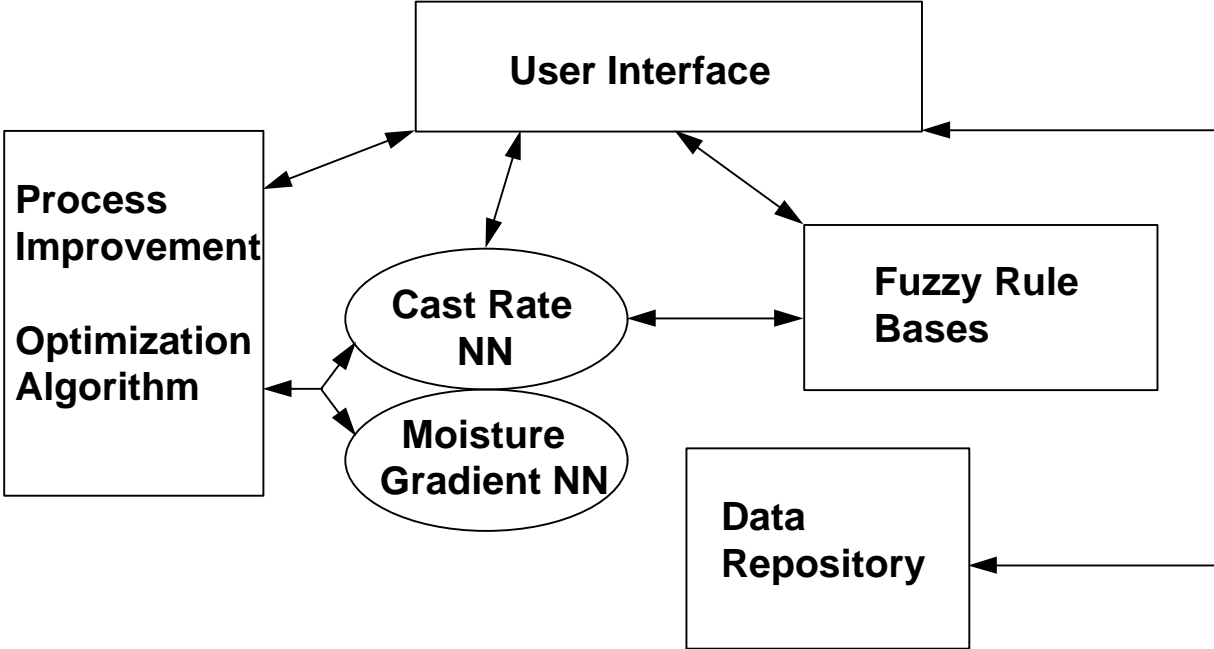 User Interface
Process
Improvement
Optimization
Algorithm
Cast Rate
NN
Moisture
Gradient NN
Fuzzy Rule
Bases
Data
Repository